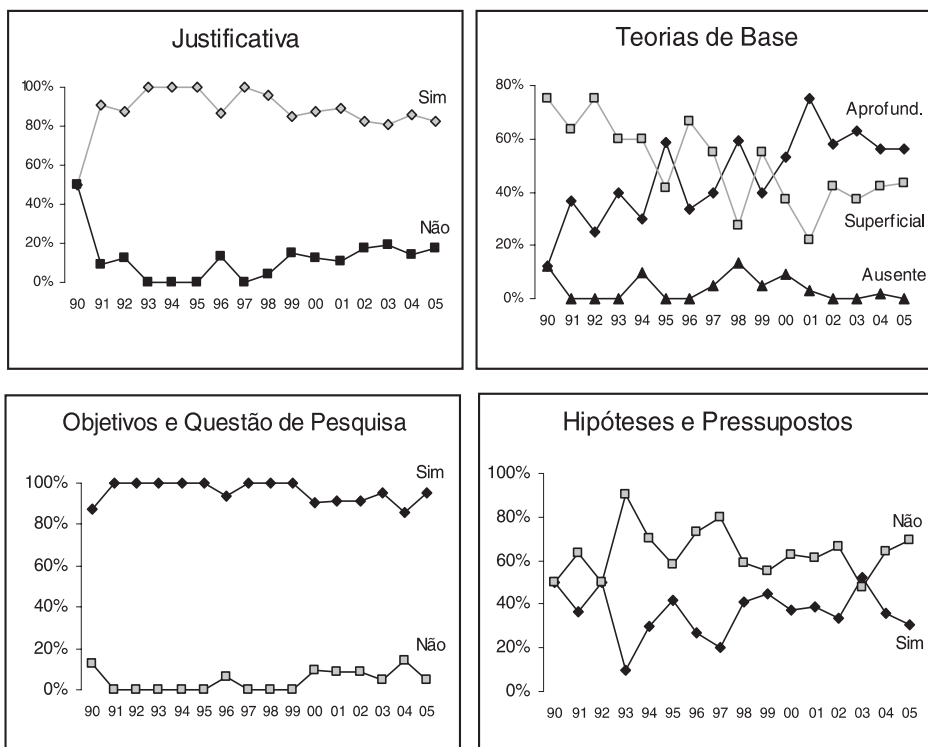 Justificativa
100%
80%
60%
40%
20%
0%
Sim
Não
90 91 92 93 94 95 96 97 98 99 00 01 02 03 04 05
Teorias de Base
80%
60%
40%
20%
0%
Aprofund.
Superficial
Ausente
90 91 92 93 94 95 96 97 98 99 00 01 02 03 04 05
Objetivos e Questão de Pesquisa
100%
80%
60%
40%
20%
0%
Sim
Não
90 91 92 93 94 95 96 97 98 99 00 01 02 03 04 05
Hipóteses e Pressupostos
100%
80%
60%
40%
20%
0%
Não
Sim
90 91 92 93 94 95 96 97 98 99 00 01 02 03 04 05